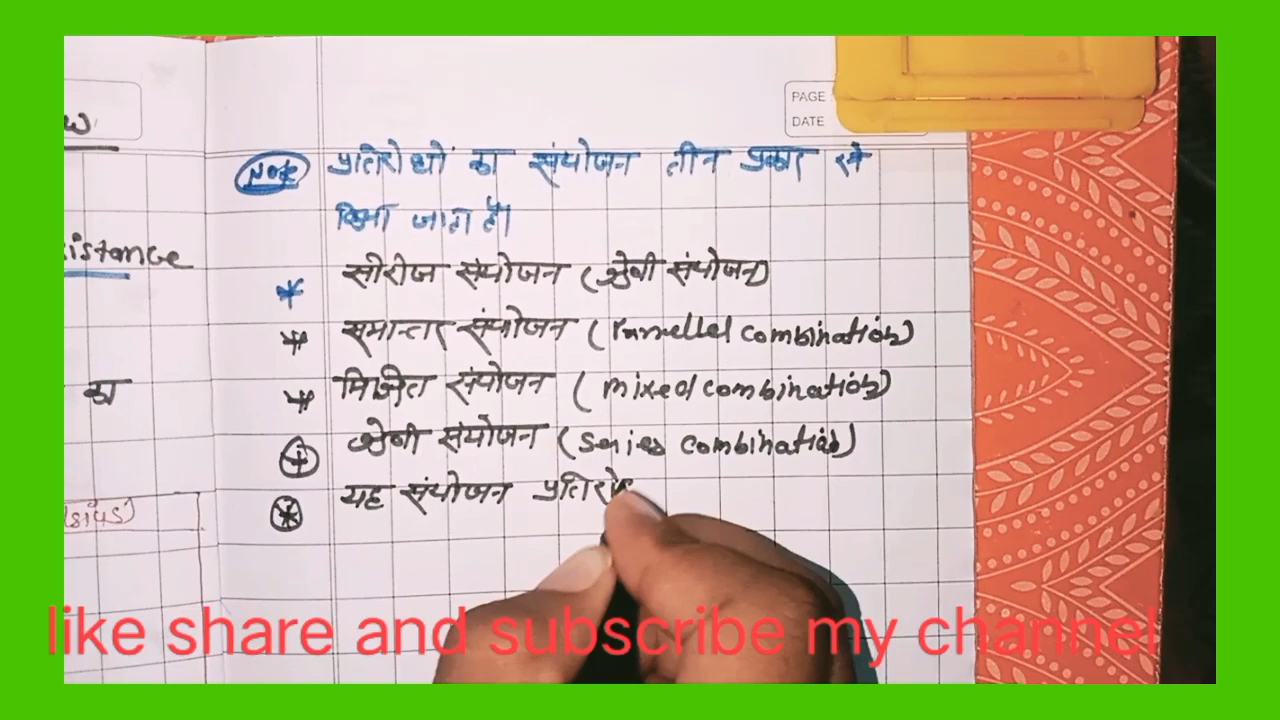 PAGE
DATE
Note प्रतिरोधों का संयोजन तीन प्रकार से
किया जाता है।
* सीरीज संयोजन (श्रेणी संयोजन)
* समान्तर संयोजन ( combination)
* मिश्रित संयोजन ( mixed combination)
श्रेणी संयोजन (Series combination)
यह संयोजन प्रतिरो
istance
का
like share and subscribe my channel